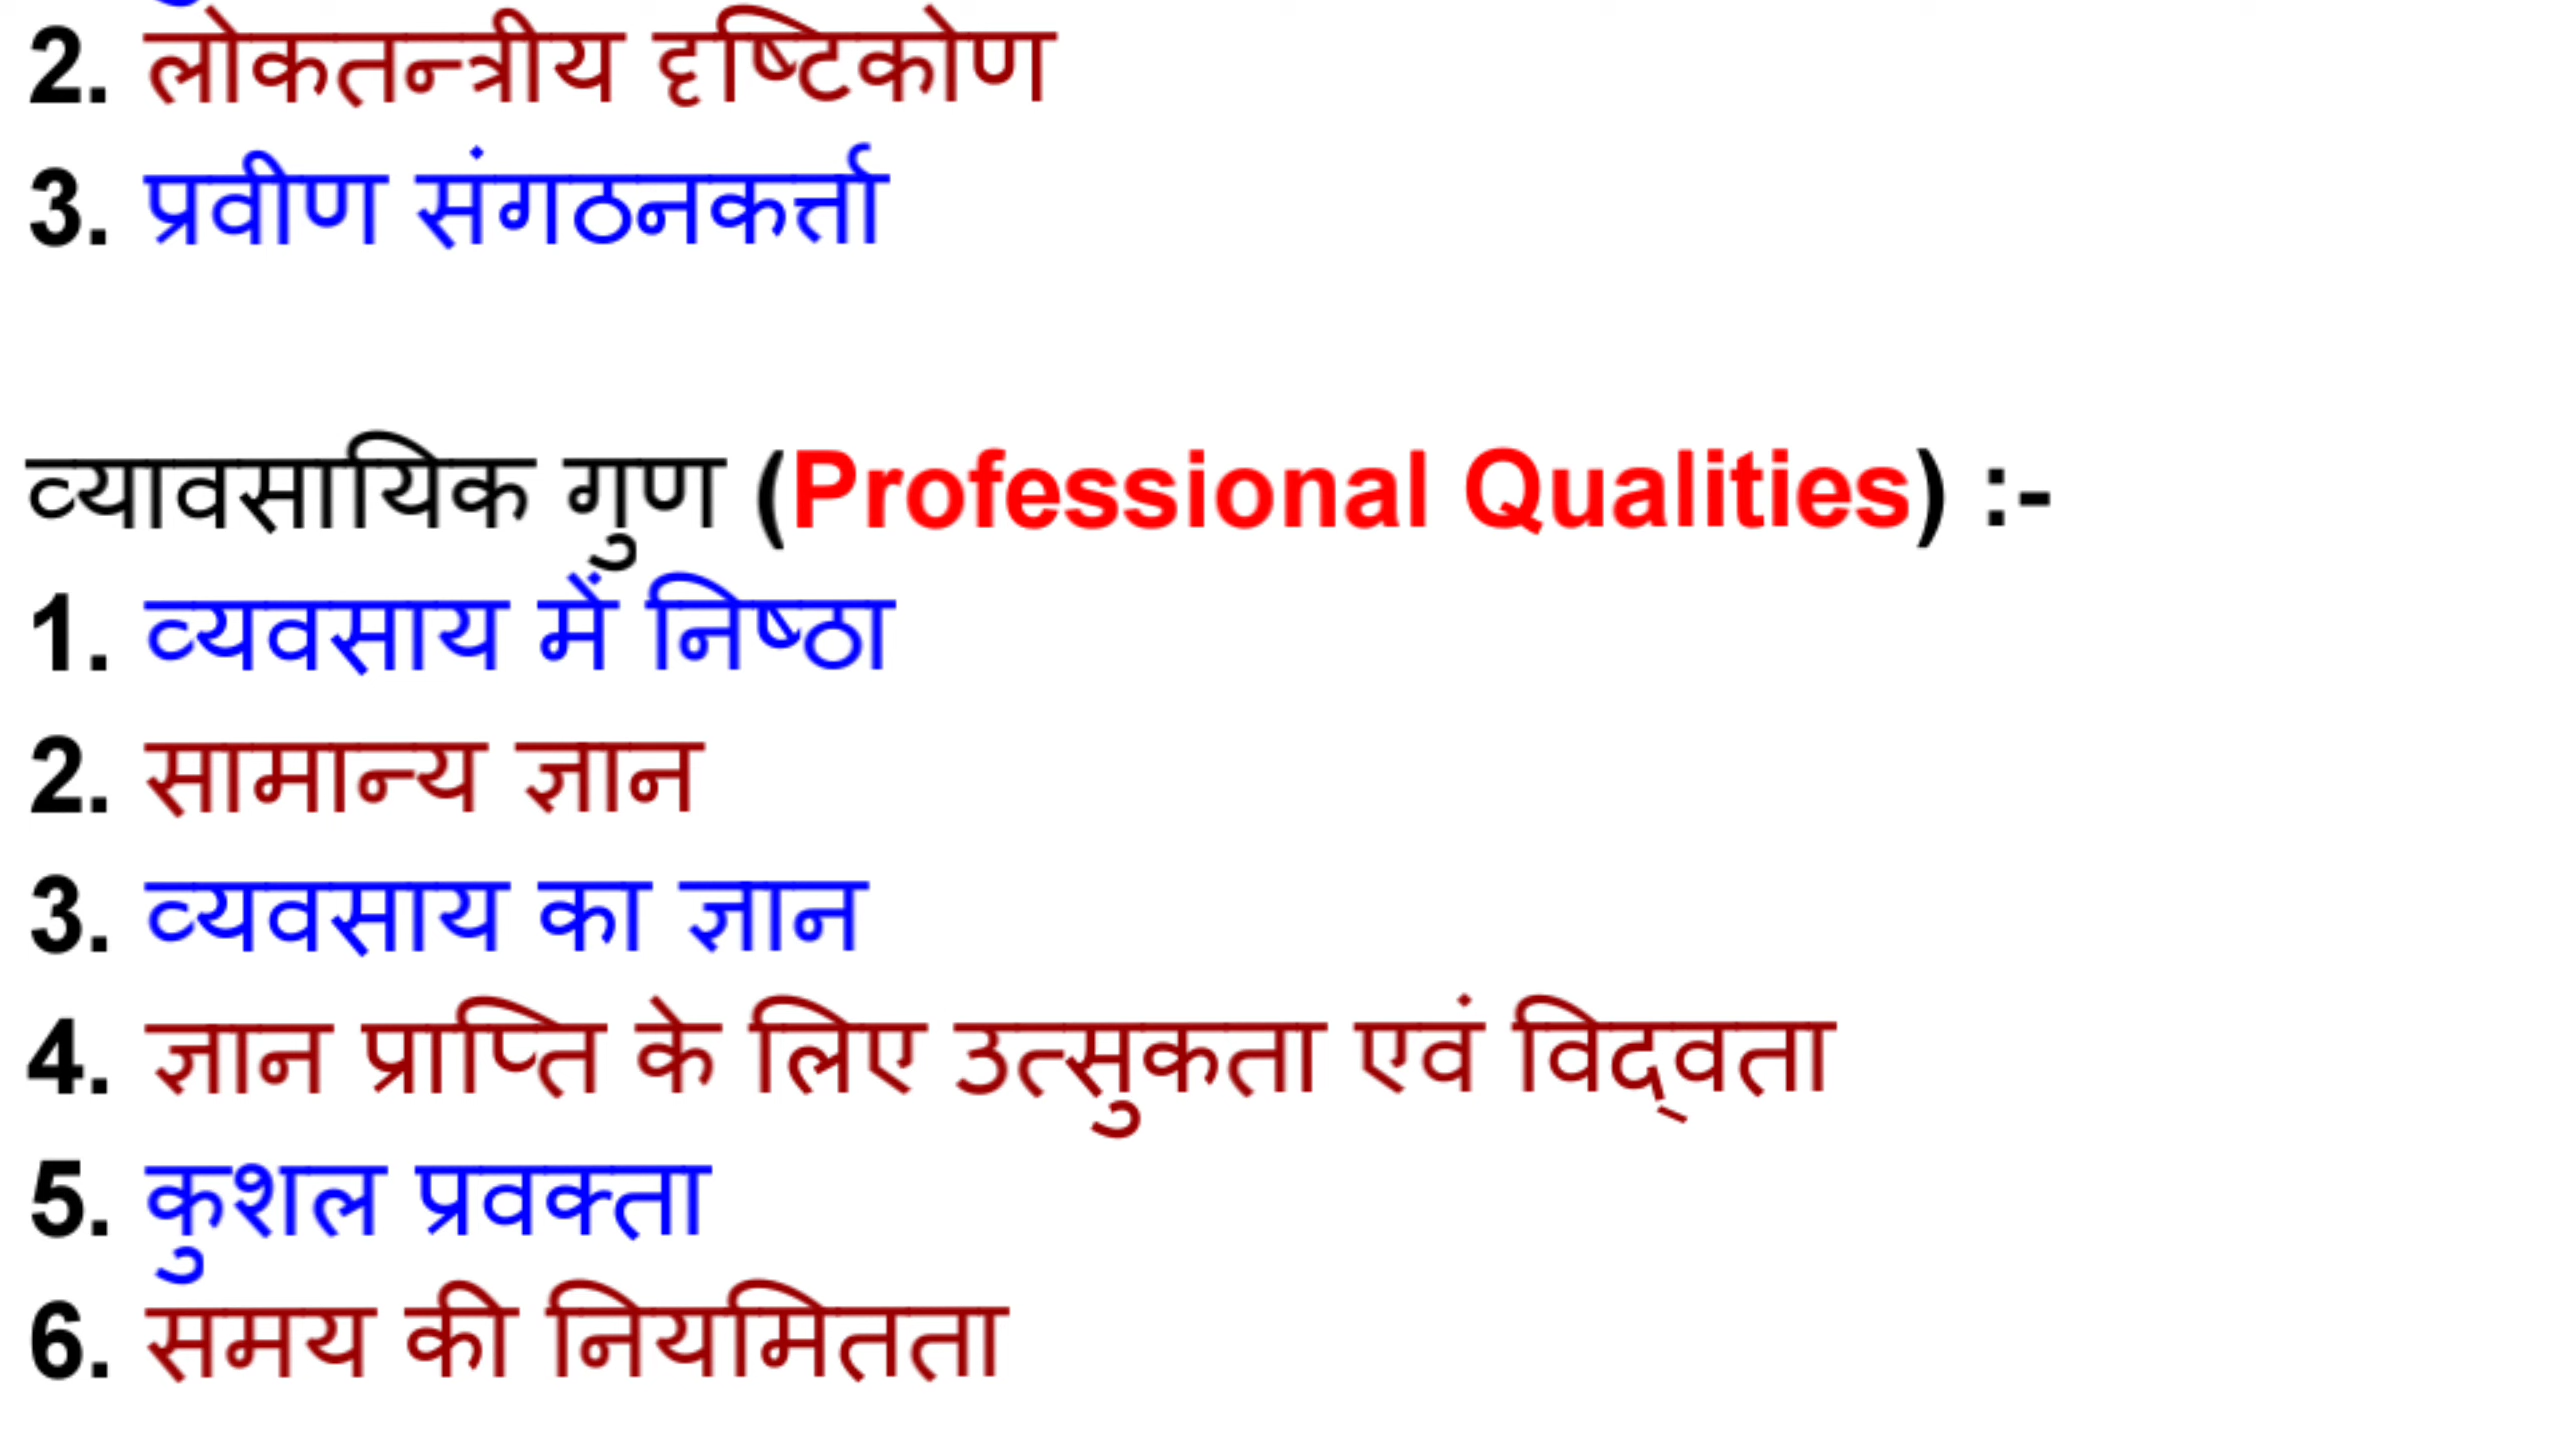 2. लोकतन्त्रीय दृष्टिकोण
3. प्रवीण संगठनकर्त्ता
व्यावसायिक गुण (Professional Qualities) :-
1. व्यवसाय में निष्ठा
2. सामान्य ज्ञान
3. व्यवसाय का ज्ञान
4. ज्ञान प्राप्ति के लिए उत्सुकता एवं विद्वता
5. कुशल प्रवक्ता
6. समय की नियमितता